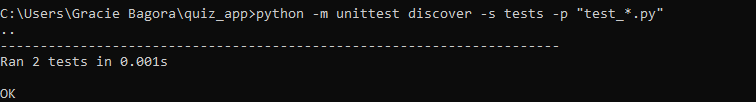 C:\Users\Gracie Bagora\quiz_app>python -m unittest discover -s tests -p "test_*.py"
..
----------------------------------------------------------------------
Ran 2 tests in 0.001s
OK